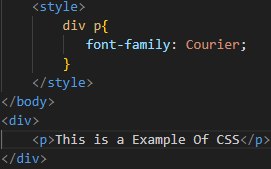 <style>
div p{
font-family: Courier;
}
</style>
</body>
<div>
<p>This is a Example Of CSS</p>
</div>